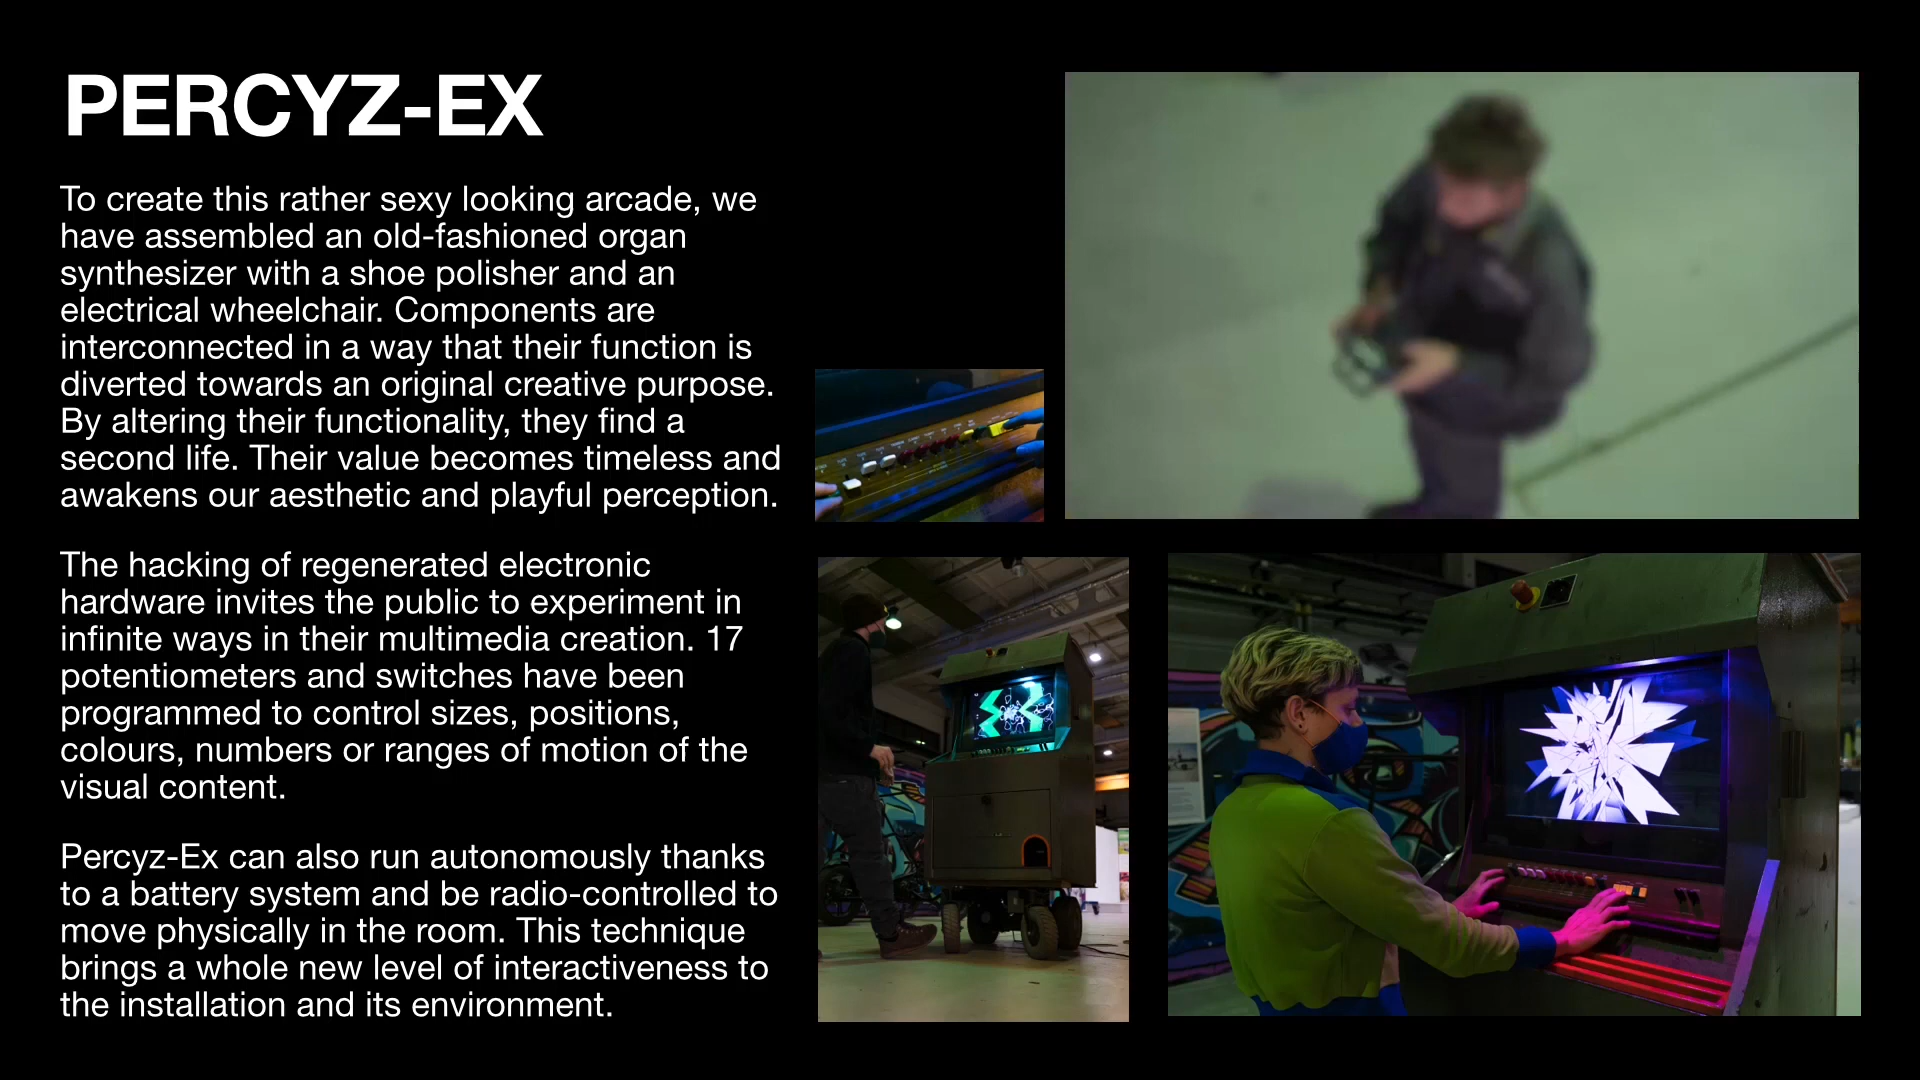 PERCYZ-EX
To create this rather sexy looking arcade, we
have assembled an old-fashioned organ
synthesizer with a shoe polisher and an
electrical wheelchair. Components are
interconnected in a way that their function is
diverted towards an original creative purpose.
By altering their functionality, they find a
second life. Their value becomes timeless and
awakens our aesthetic and playful perception.
The hacking of regenerated electronic
hardware invites the public to experiment in
infinite ways in their multimedia creation. 17
potentiometers and switches have been
programmed to control sizes, positions,
colours, numbers or ranges of motion of the
visual content.
Percyz-Ex can also run autonomously thanks
to a battery system and be radio-controlled to
move physically in the room. This technique
brings a whole new level of interactiveness to
the installation and its environment.